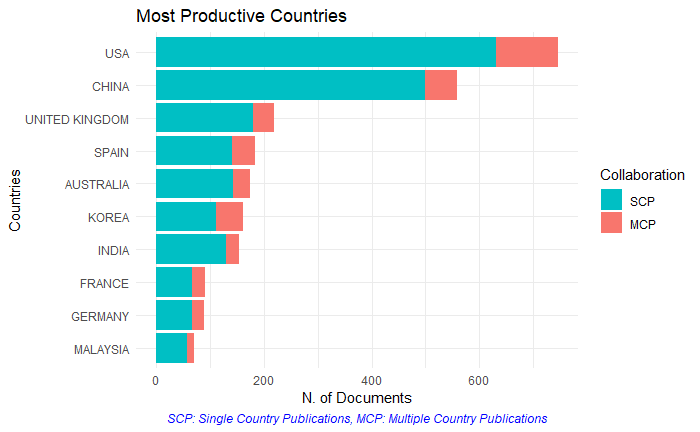 Most Productive Countries
USA
CHINA
UNITED KINGDOM
SPAIN
AUSTRALIA
KOREA
INDIA
FRANCE
GERMANY
MALAYSIA
Countries
0 200 400 600
N. of Documents
SCP: Single Country Publications, MCP: Multiple Country Publications
Collaboration
SCP
MCP